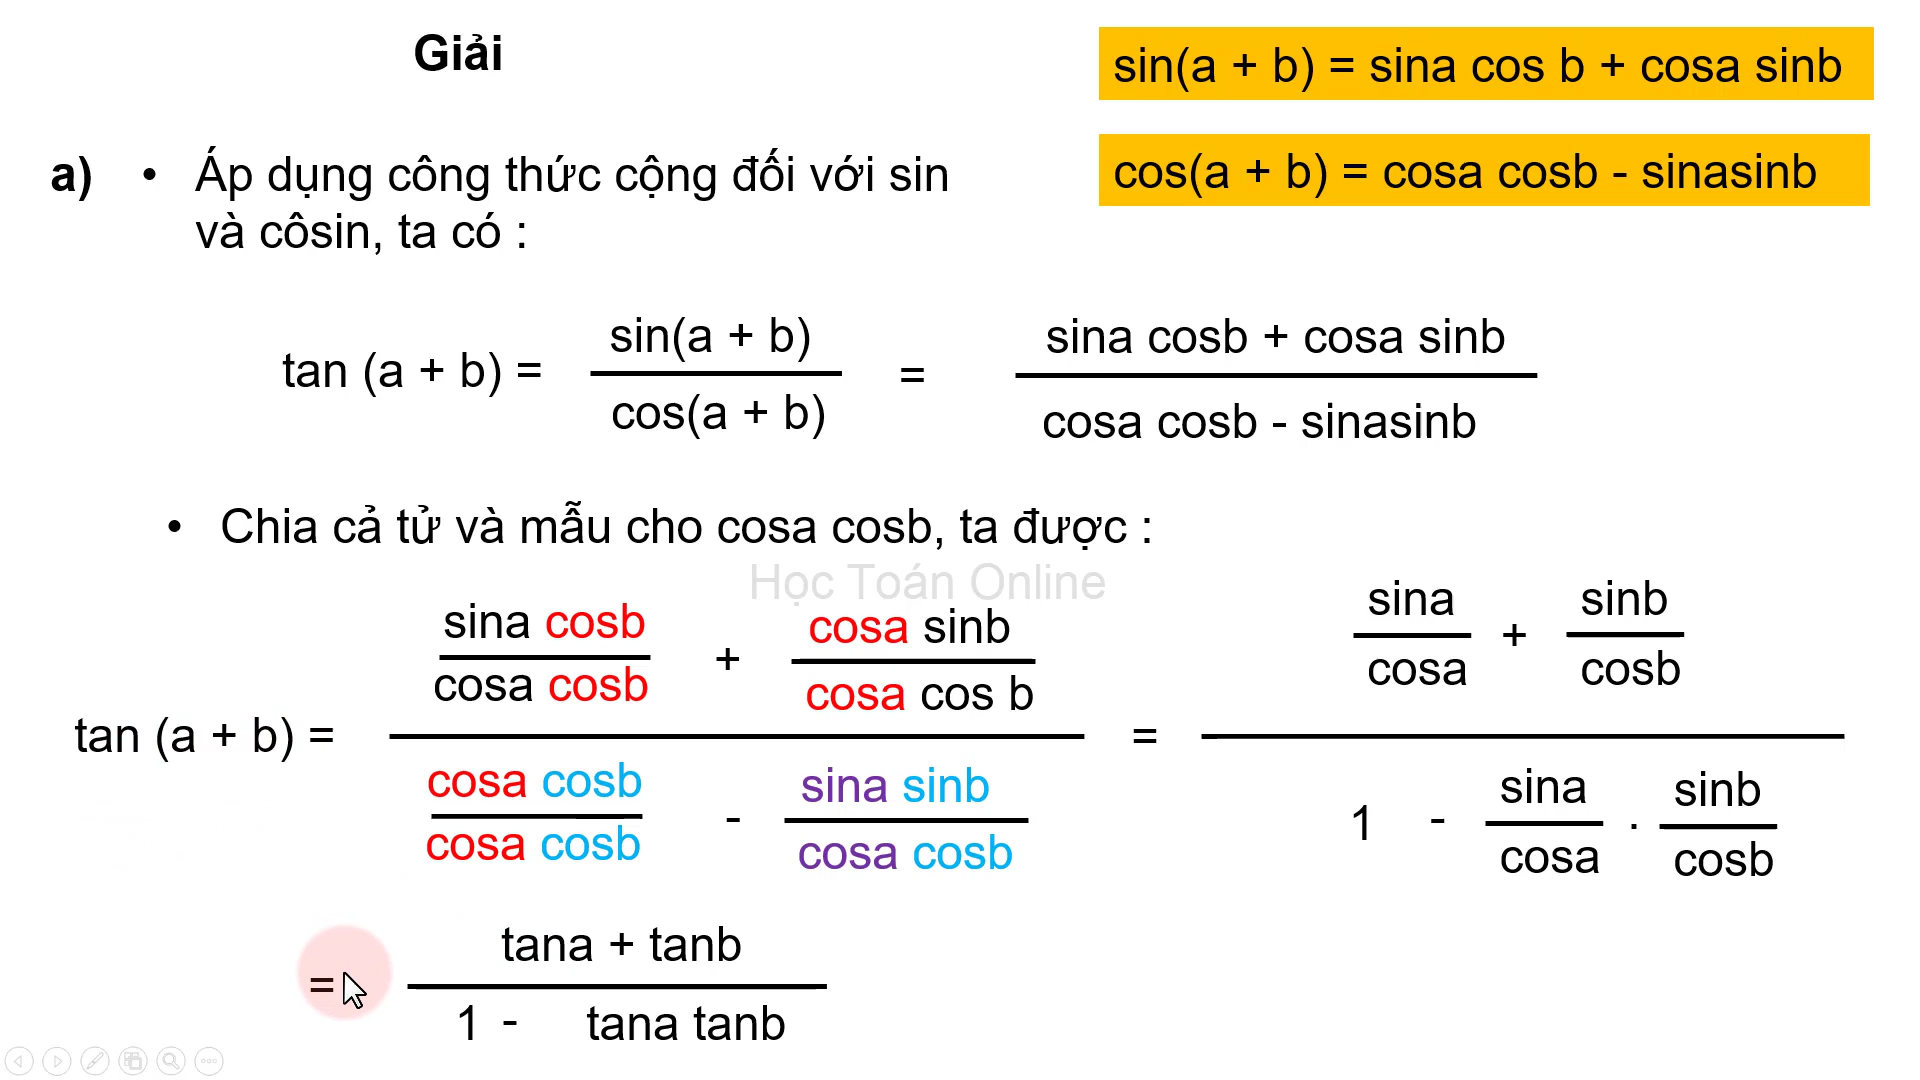 Giải
sin(a + b) = sina cos b + cosa sinb
cos(a + b) = cosa cosb - sinasinb
a) • Áp dụng công thức cộng đối với sin
và côsin, ta có :
sin(a + b) sina cosb + cosa sinb
tan (a + b) = =
cos(a + b) cosa cosb - sinasinb
• Chia cả tử và mẫu cho cosa cosb, ta được :
Học Toán Online
sina cosb + cosa sinb
cosa cosb cosa cos b
tan (a + b) =
cosa cosb - sina sinb
cosa cosb cosa cosb
=
sina + sinb
cosa cosb
1 - sina . sinb
cosa cosb
tana + tanb
=
1 - tana tanb